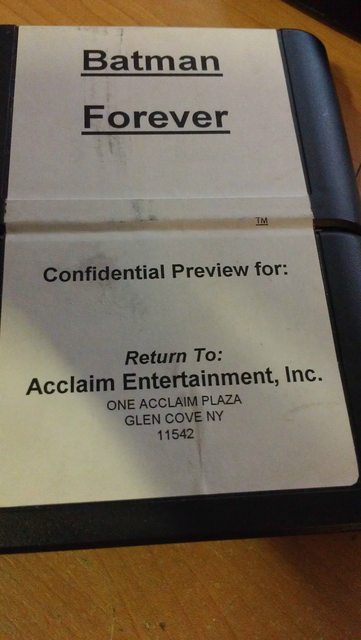 Batman
Forever
TM
Confidential Preview for:
Return To:
Acclaim Entertainment, Inc.
ONE ACCLAIM PLAZA
GLEN COVE NY
11542